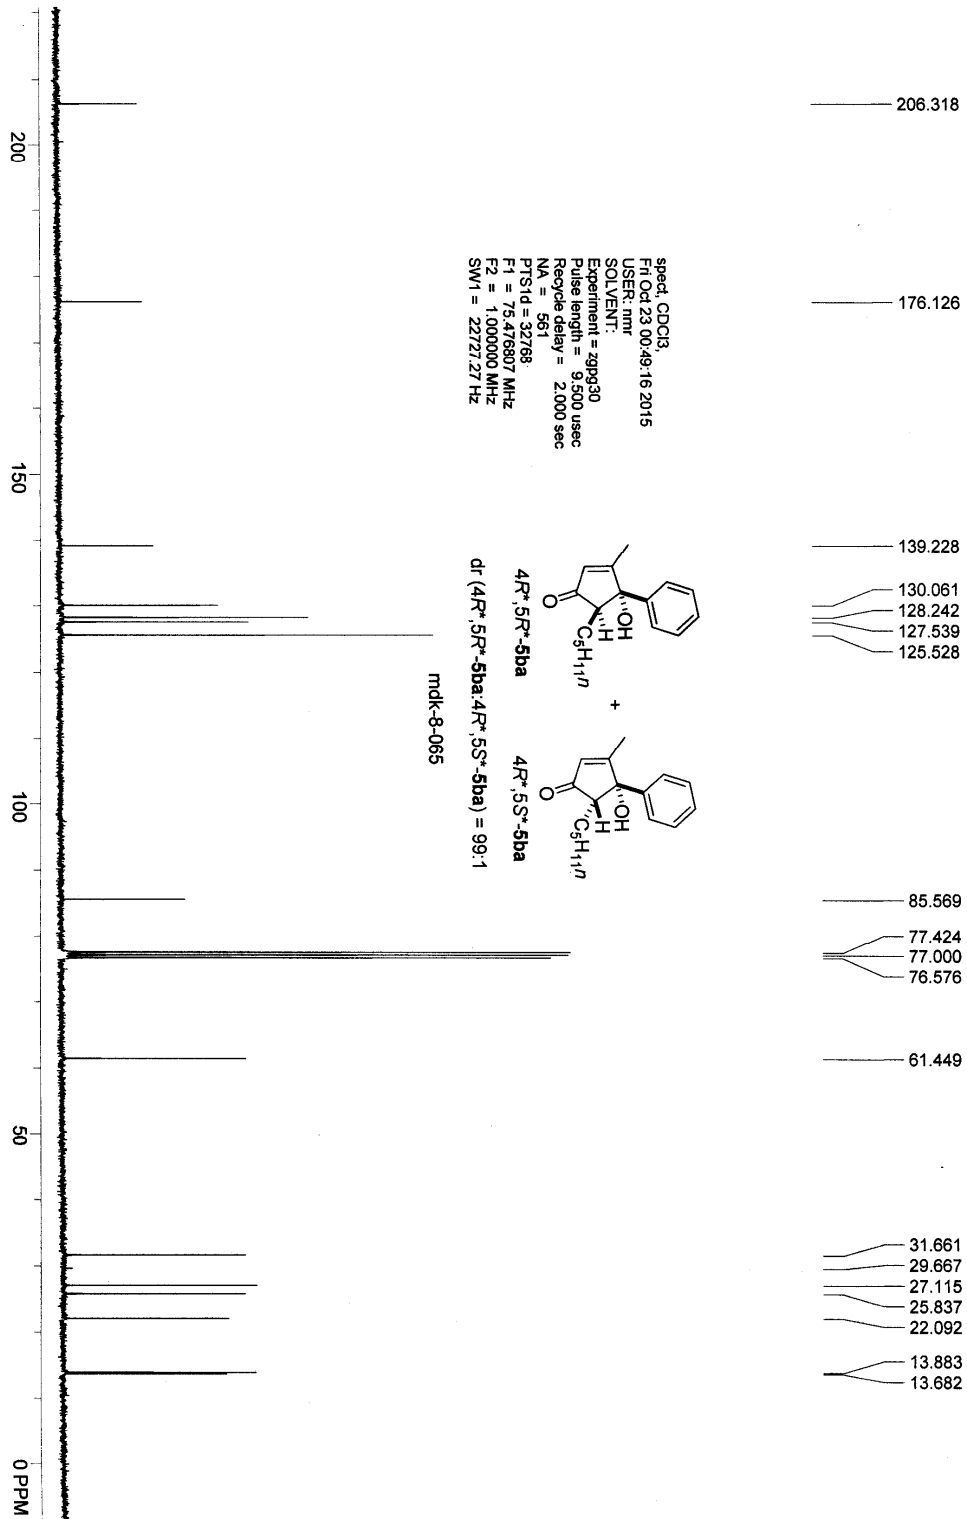 spect, CDCl3,
Fri Oct 23 00:49:16 2015
USER: nmr
SOLVENT:
Experiment = zgpg30
Pulse length = 9.500 usec
Recycle delay = 2.000 sec
NA = 561
PTS1d = 32768
F1 = 75.476807 MHz
F2 = 1.000000 MHz
SW1 = 22727.27 Hz
OH
H
C5H11n
O
4R*,5R*-5ba
+
OH
H
C5H11n
O
4R*,5S*-5ba
dr (4R*,5R*-5ba:4R*,5S*-5ba) = 99:1
mdk-8-065
206.318
176.126
139.228
130.061
128.242
127.539
125.528
85.569
77.424
77.000
76.576
61.449
31.661
29.667
27.115
25.837
22.092
13.883
13.682
200
150
100
50
0 PPM